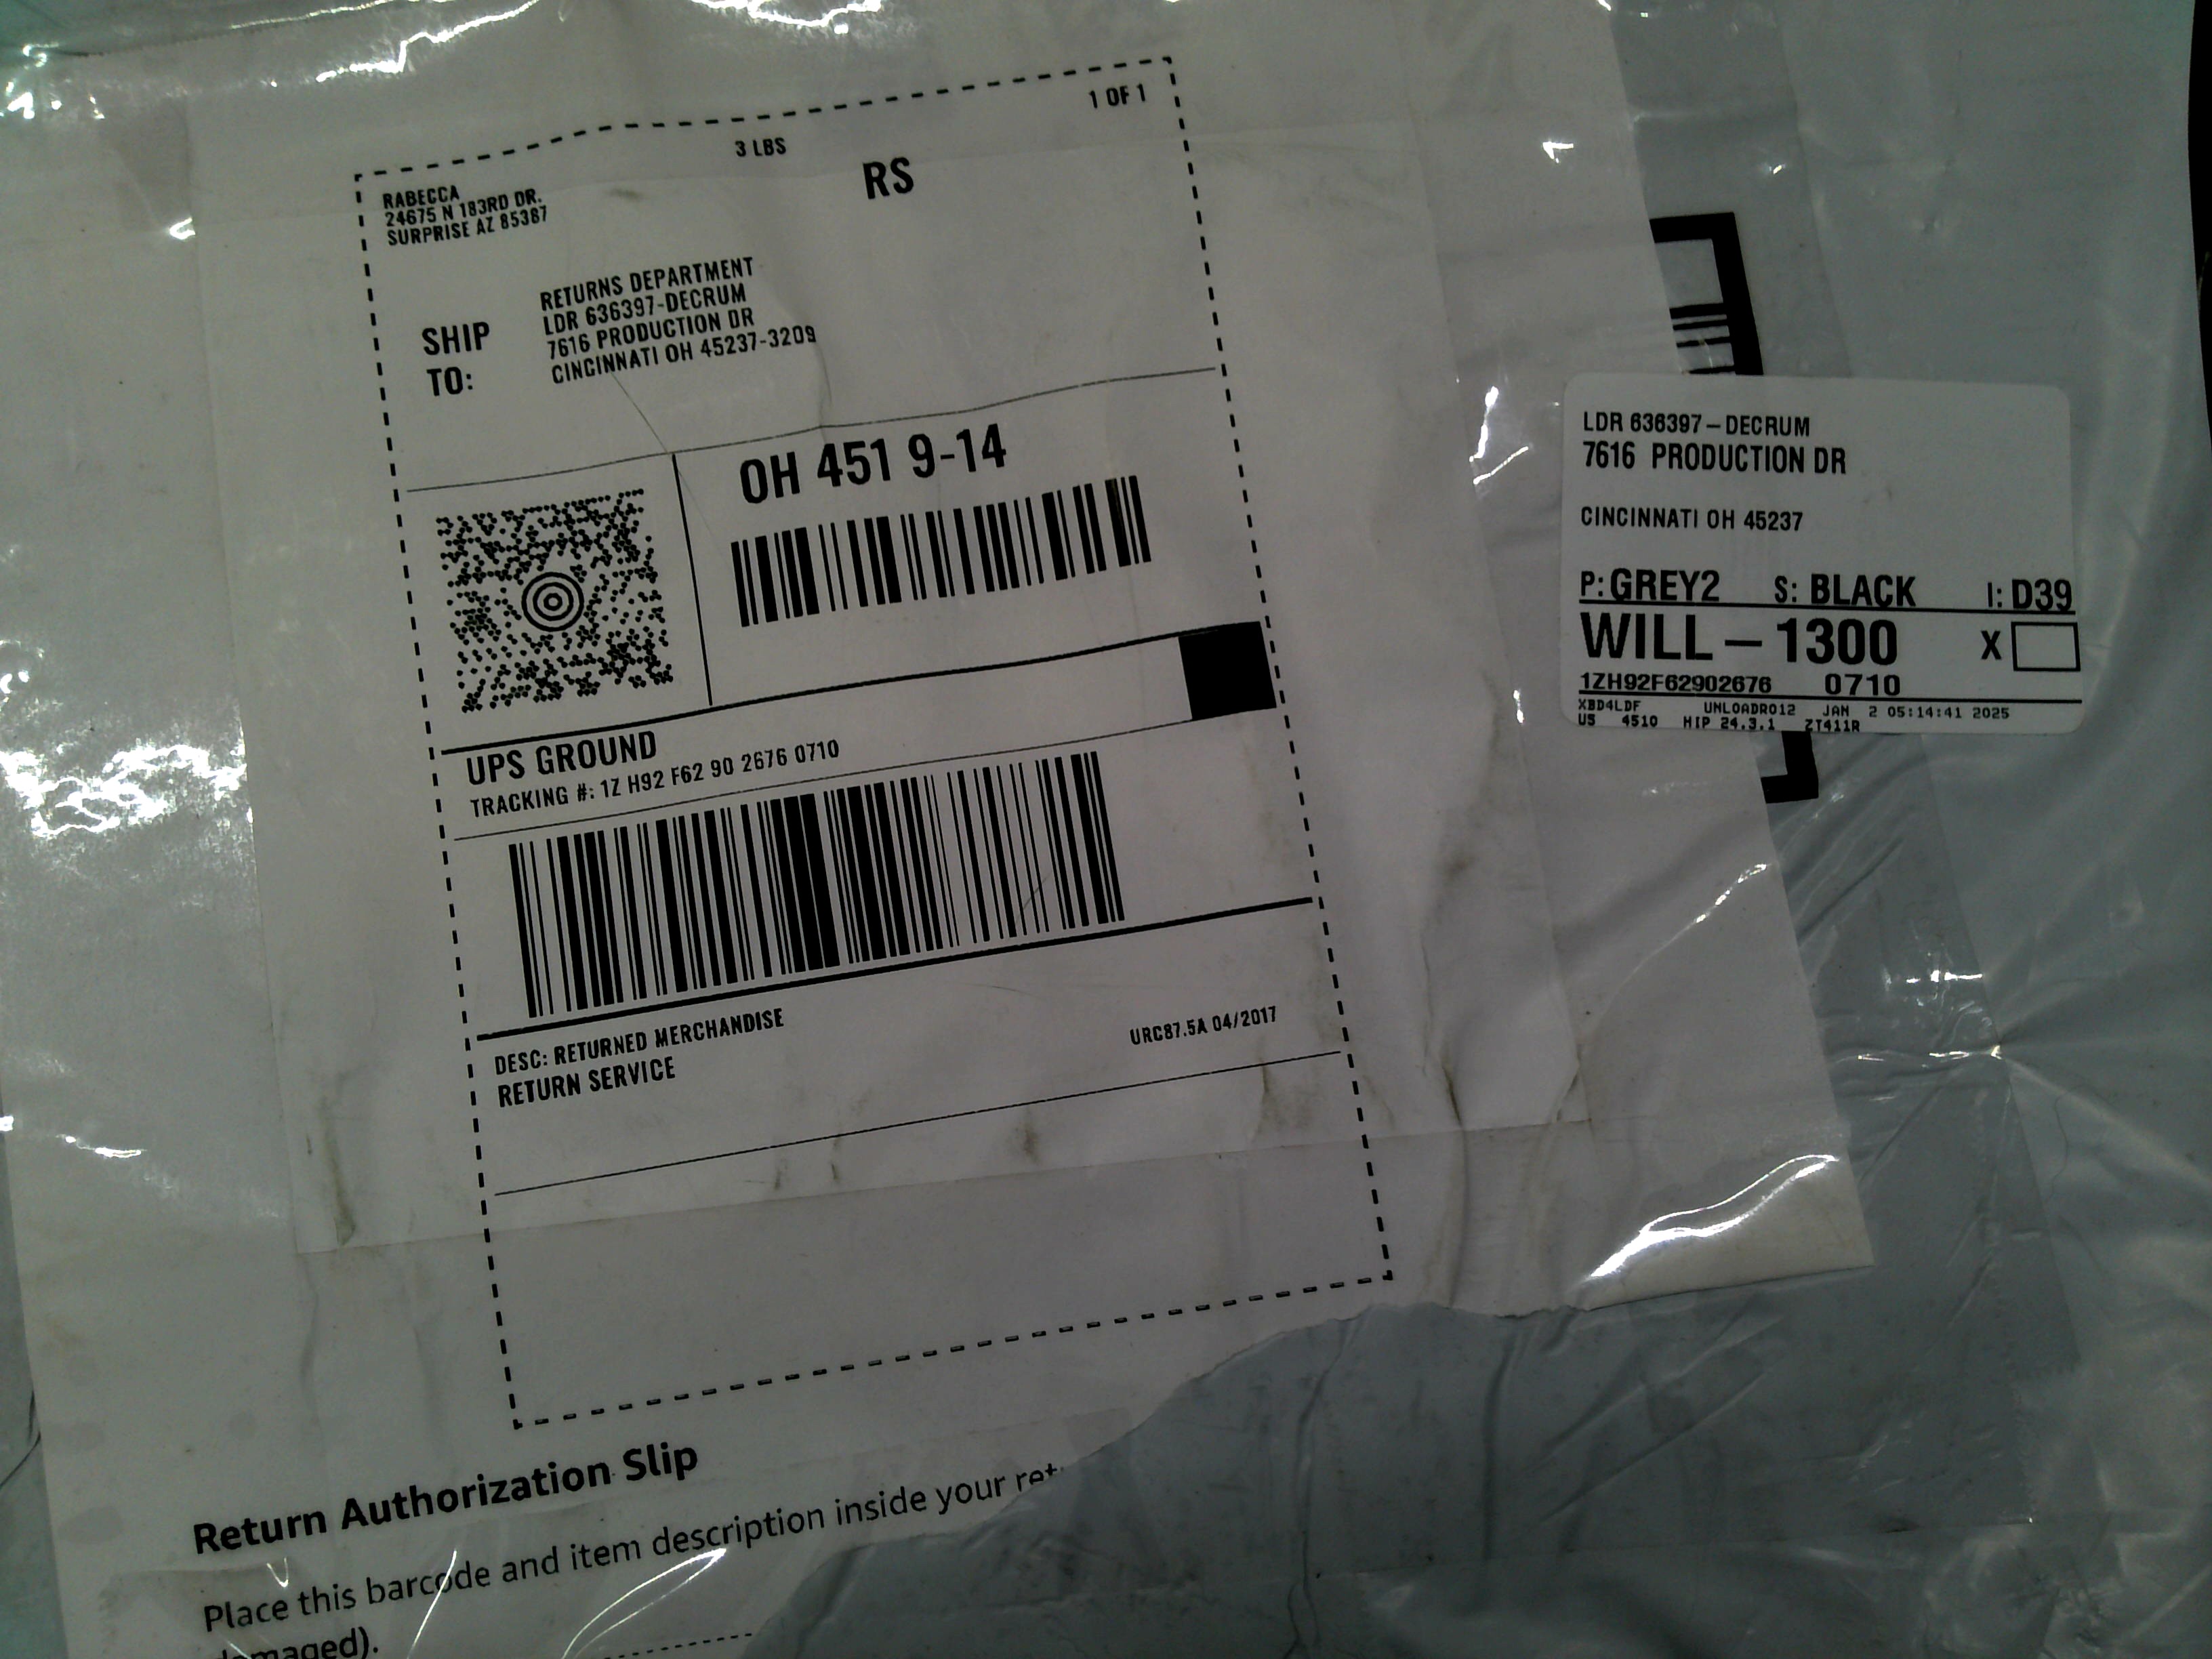 1 OF 1
3 LBS
RS
RABECCA
24675 N 183RD DR.
SURPRISE AZ 85387
SHIP TO:
RETURNS DEPARTMENT
LDR 636397-DECRUM
7616 PRODUCTION DR
CINCINNATI OH 45237-3209
OH 451 9-14
UPS GROUND
TRACKING #: 1Z H92 F62 90 2676 0710
DESC: RETURNED MERCHANDISE
RETURN SERVICE
URC87.5A 04/2017
Return Authorization Slip
Place this barcode and item description inside your
damaged).
LDR 636397-DECRUM
7616 PRODUCTION DR
CINCINNATI OH 45237
P: GREY2 S: BLACK I: D39
WILL-1300 X
1ZH92F62902676 0710
XBD4LDF UNLOADR012 JAN 2 05:14:41 2025
US 4510 HIP 24.3.1 ZT411R